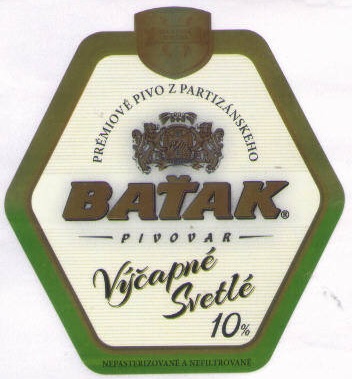 PRÉMIOVÉ PIVO Z PARTIZÁNSKEHO
BAŤAK®
PIVOVAR
Výčapné
Svetlé
10%
NEPASTERIZOVANÉ A NEFILTROVANÉ